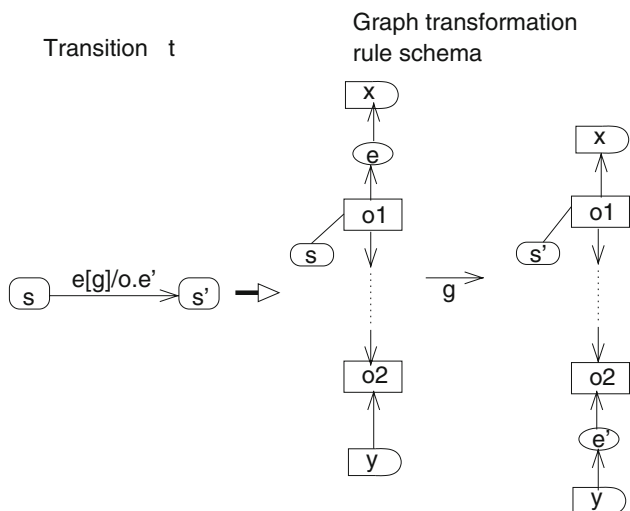 Transition t
Graph transformation
rule schema
x
e
o1
s
o2
y
s
e[g]/o.e’
s’
g
x
o1
s’
o2
e’
y